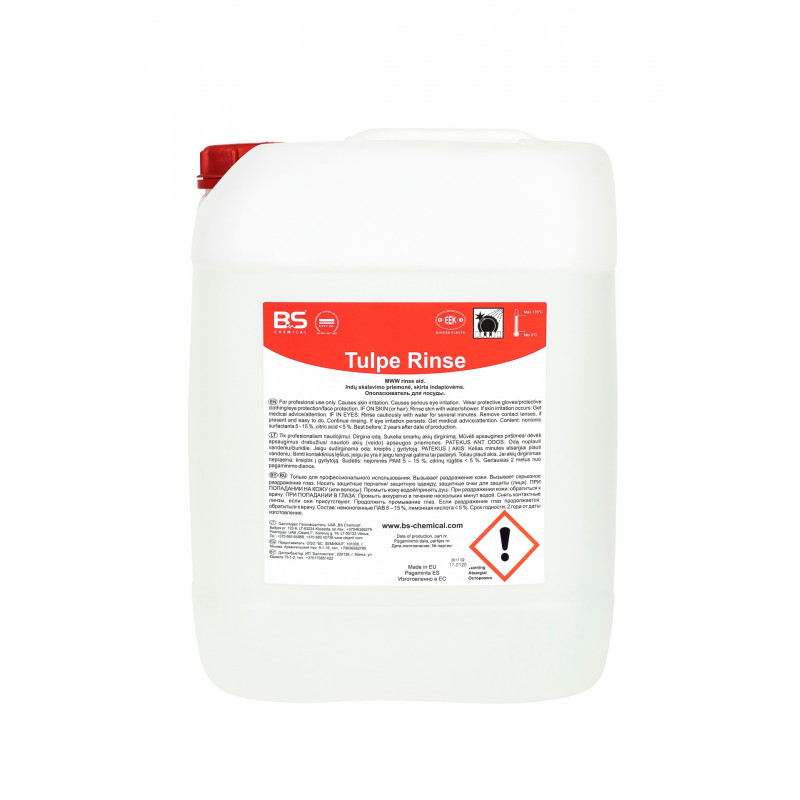 B&S
CHEMICAL
EEK
Tulpe Rinse
MWW rinse aid.
Indų skalavimo priemonė, skirta indaplovėms.
Ополаскиватель для посуды.
EN For profesional use only. Causes skin irritation. Causes serious eye irritation. Wear protective gloves/protective
clothing/eye protection/face protection. IF ON SKIN (or hair): Rinse skin with water/shower. If skin irritation occurs: Get
medical advice/attention. IF IN EYES: Rinse cautiously with water for several minutes. Remove contact lenses, if
present and easy to do. Continue rinsing. If eye irritation persists: Get medical advice/attention. Content: nonionic
surfactants 5 - 15 %, citric acid < 5 %. Best before: 2 years after date of production.
LT Tik profesionaliam naudotojui. Dirgina odą. Sukelia smarkų akių dirginimą. Mūvėti apsaugines pirštines/ dėvėti
apsauginius drabužius/ naudoti akių (veido) apsaugos priemones. PATEKUS ANT ODOS: Odą nuplauti
vandeniu/čiurkšle. Jeigu sudirginama oda: kreiptis į gydytoją. PATEKUS Į AKIS: Kelias minutes atsargiai plauti
vandeniu. Išimti kontaktinius lęšius, jeigu jie yra ir jeigu lengvai galima tai padaryti. Toliau plauti akis. Jei akių dirginimas
nepraeina: kreiptis į gydytoją. Sudėtis: nejoninės PAM 5 – 15 %, citrinų rūgštis < 5 %. Geriausias 2 metus nuo
pagaminimo dienos.
BY RU Только для профессионального использования. Вызывает раздражение кожи. Вызывает серьезное
раздражение глаз. Носить защитные перчатки/ защитную одежду, защитные очки для защиты (лица). ПРИ
ПОПАДАНИИ НА КОЖУ (или волосы): Промыть кожу водой/принять душ. При раздражении кожи: обратиться к
врачу. ПРИ ПОПАДАНИИ В ГЛАЗА: Промыть аккуратно в течение нескольких минут водой. Снять контактные
линзы, если они присутствуют. Продолжить промывание глаз. Если раздражение глаз продолжается:
обратиться к врачу. Состав: неионогенные ПАВ 5 – 15%, лимонная кислота < 5 %. Срок годности: 2 года от даты
изготовления.
www.bs-chemical.com
Date of production, part nr.
Pagaminimo data, partijos nr.
Дата изготовления, № партии:
Made in EU
Pagaminta ES
Изготовлено в ЕС
Atsargiai
Осторожно